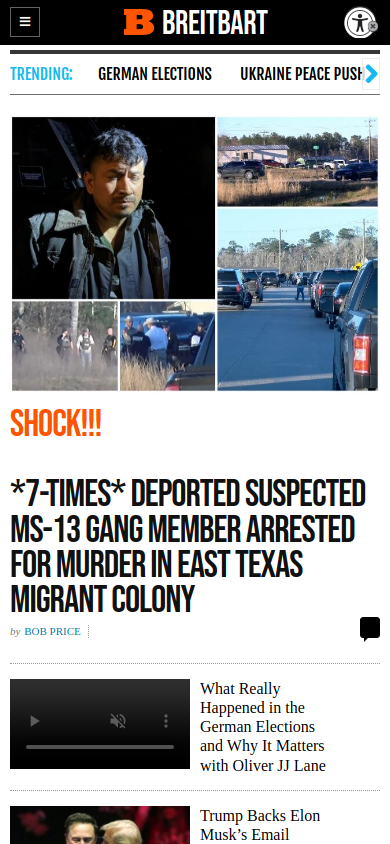 B BREITBART
TRENDING: GERMAN ELECTIONS UKRAINE PEACE PUSH
SHOCK!!!
*7-TIMES* DEPORTED SUSPECTED
MS-13 GANG MEMBER ARRESTED
FOR MURDER IN EAST TEXAS
MIGRANT COLONY
by BOB PRICE
What Really
Happened in the
German Elections
and Why It Matters
with Oliver JJ Lane
Trump Backs Elon
Musk’s Email